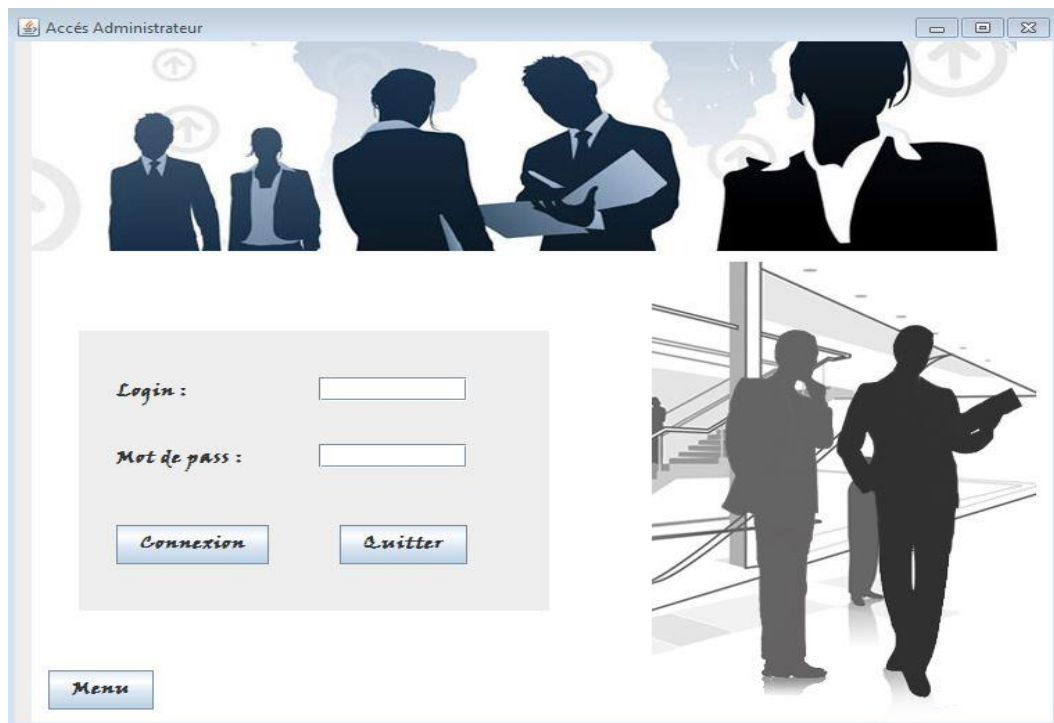 Accés Administrateur
Login :
Mot de pass :
Connexion
Quitter
Menu